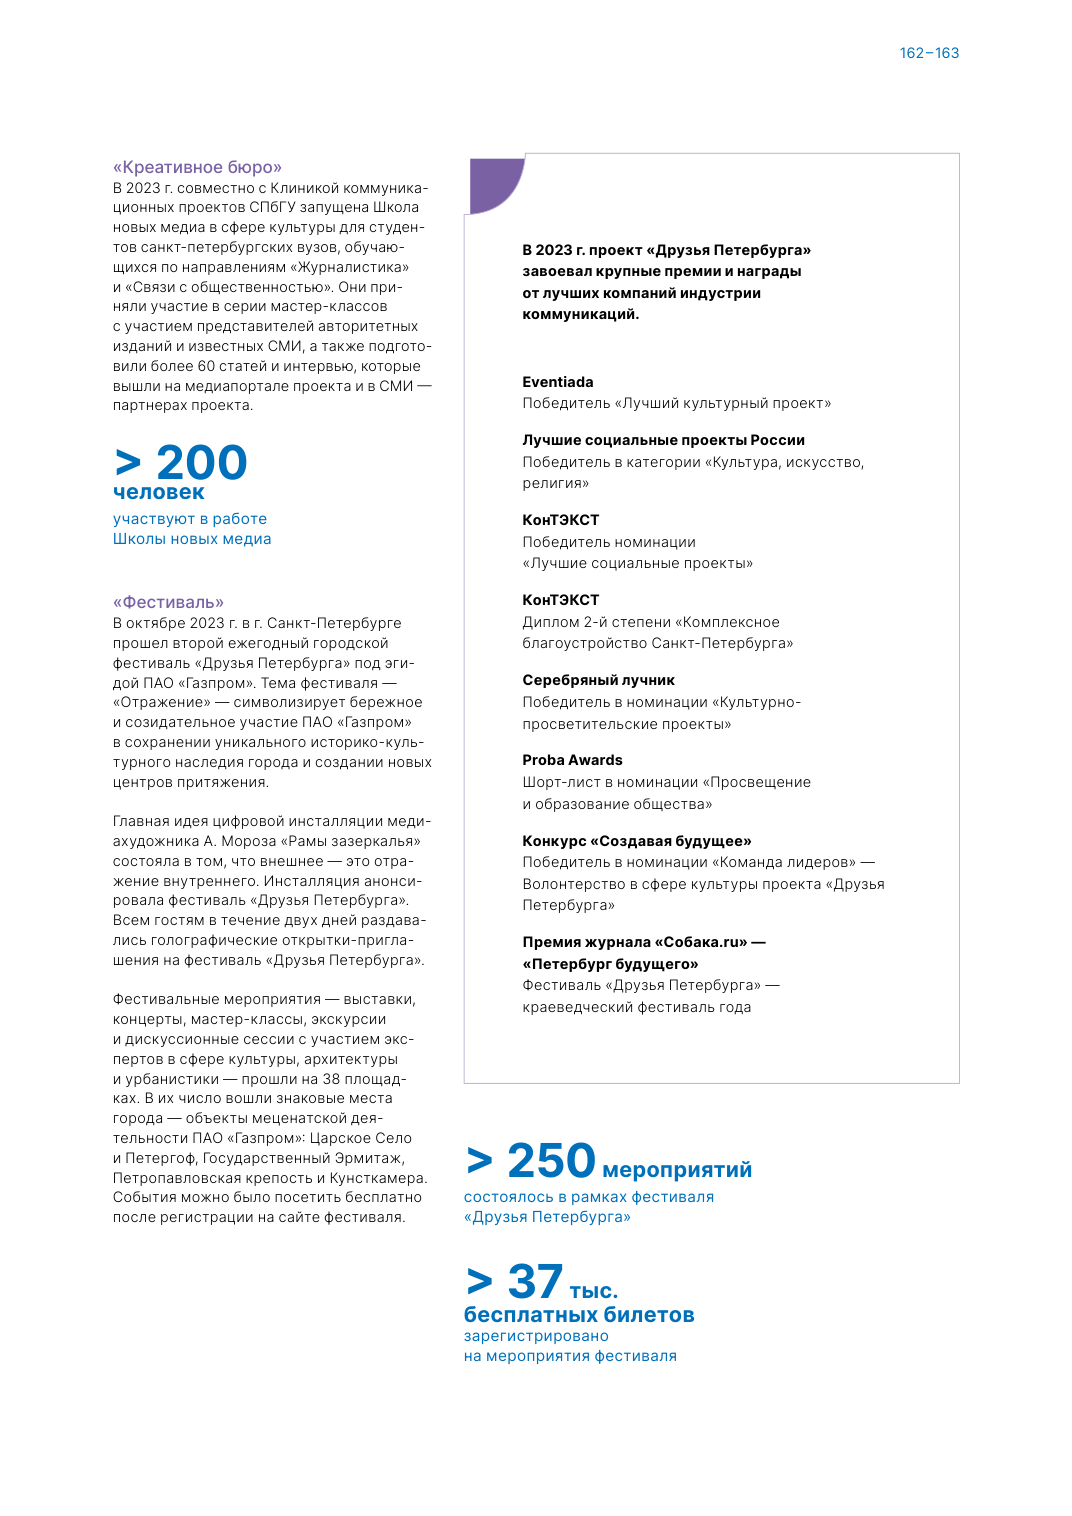 162–163
«Креативное бюро»
В 2023 г. совместно с Клиникой коммуника-
ционных проектов СПбГУ запущена Школа
новых медиа в сфере культуры для студен-
тов санкт-петербургских вузов, обучаю-
щихся по направлениям «Журналистика»
и «Связи с общественностью». Они при-
няли участие в серии мастер-классов
с участием представителей авторитетных
изданий и известных СМИ, а также подгото-
вили более 60 статей и интервью, которые
вышли на медиапортале проекта и в СМИ —
партнерах проекта.
> 200
человек
участвуют в работе
Школы новых медиа
«Фестиваль»
В октябре 2023 г. в г. Санкт-Петербурге
прошел второй ежегодный городской
фестиваль «Друзья Петербурга» под эги-
дой ПАО «Газпром». Тема фестиваля —
«Отражение» — символизирует бережное
и созидательное участие ПАО «Газпром»
в сохранении уникального историко-куль-
турного наследия города и создании новых
центров притяжения.
Главная идея цифровой инсталляции меди-
ахудожника А. Мороза «Рамы зазеркалья»
состояла в том, что внешнее — это отра-
жение внутреннего. Инсталляция анонси-
ровала фестиваль «Друзья Петербурга».
Всем гостям в течение двух дней раздава-
лись голографические открытки-пригла-
шения на фестиваль «Друзья Петербурга».
Фестивальные мероприятия — выставки,
концерты, мастер-классы, экскурсии
и дискуссионные сессии с участием экс-
пертов в сфере культуры, архитектуры
и урбанистики — прошли на 38 площад-
ках. В их число вошли знаковые места
города — объекты меценатской дея-
тельности ПАО «Газпром»: Царское Село
и Петергоф, Государственный Эрмитаж,
Петропавловская крепость и Кунсткамера.
События можно было посетить бесплатно
после регистрации на сайте фестиваля.
В 2023 г. проект «Друзья Петербурга»
завоевал крупные премии и награды
от лучших компаний индустрии
коммуникаций.
Eventiada
Победитель «Лучший культурный проект»
Лучшие социальные проекты России
Победитель в категории «Культура, искусство,
религия»
КонТЭКСТ
Победитель номинации
«Лучшие социальные проекты»
КонТЭКСТ
Диплом 2-й степени «Комплексное
благоустройство Санкт-Петербурга»
Серебряный лучник
Победитель в номинации «Культурно-
просветительские проекты»
Proba Awards
Шорт-лист в номинации «Просвещение
и образование общества»
Конкурс «Создавая будущее»
Победитель в номинации «Команда лидеров» —
Волонтерство в сфере культуры проекта «Друзья
Петербурга»
Премия журнала «Собака.ru» —
«Петербург будущего»
Фестиваль «Друзья Петербурга» —
краеведческий фестиваль года
> 250 мероприятий
состоялось в рамках фестиваля
«Друзья Петербурга»
> 37 тыс.
бесплатных билетов
зарегистрировано
на мероприятия фестиваля